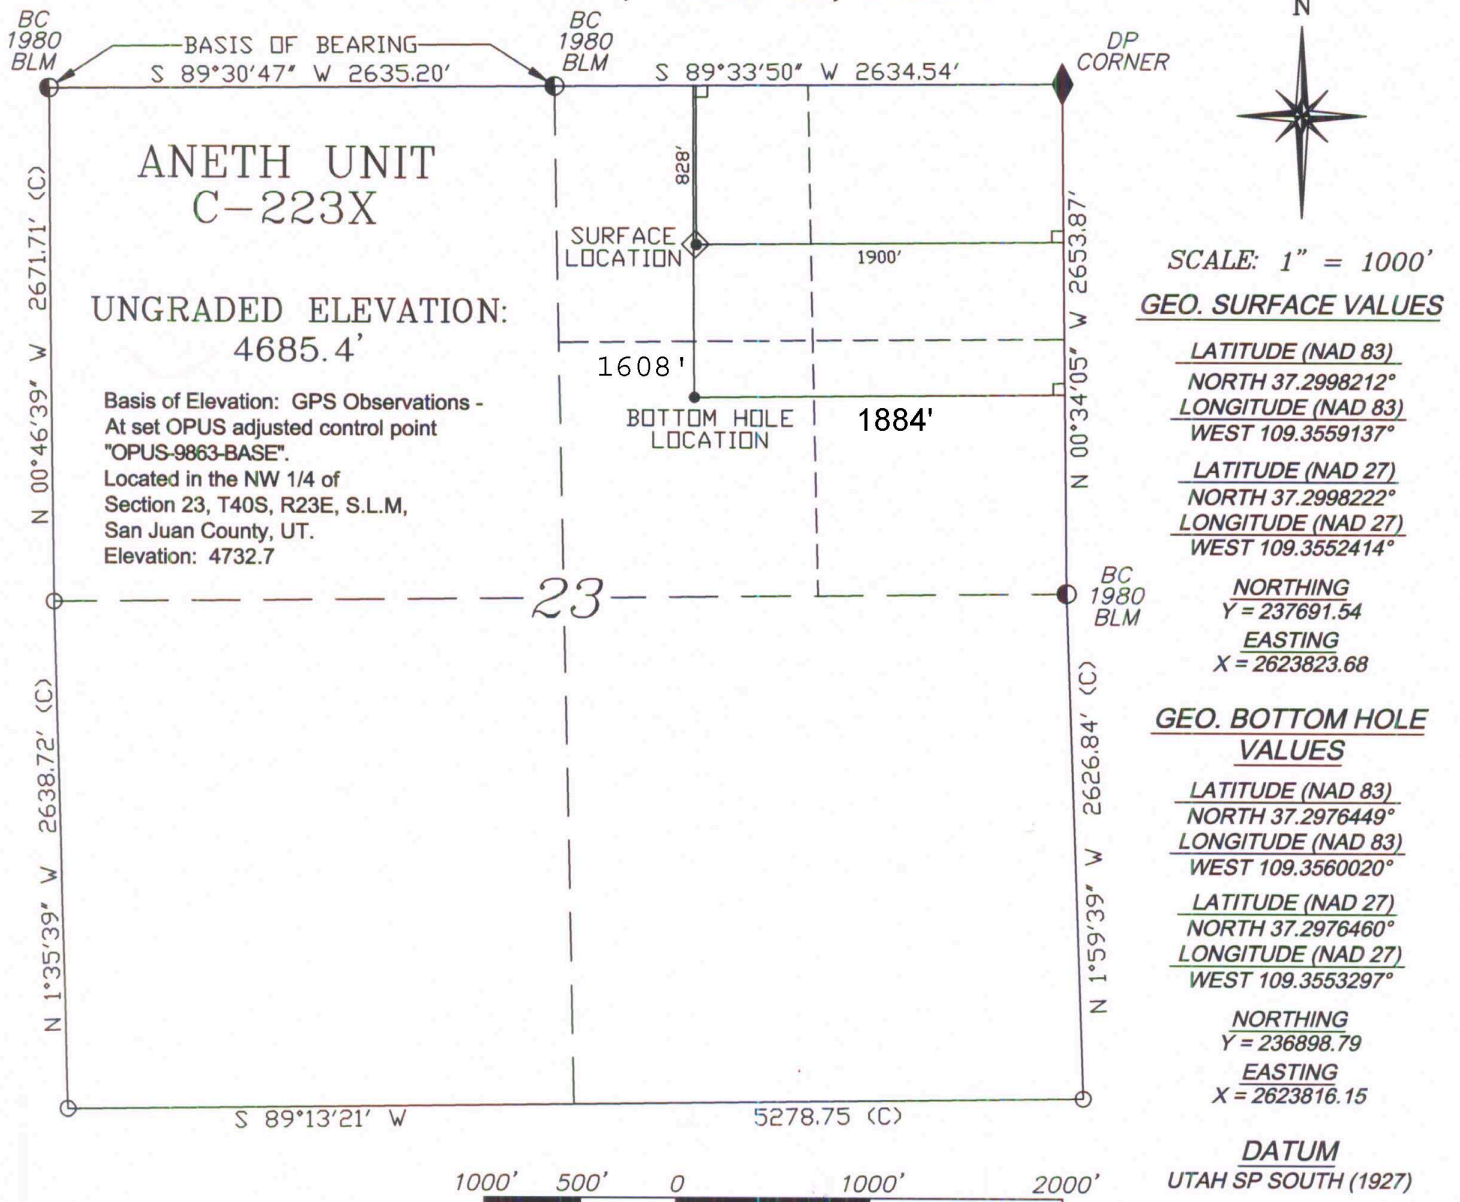 BC
1980
BLM
BASIS OF BEARING
S 89°30'47" W 2635.20'
BC
1980
BLM
S 89°33'50" W 2634.54'
DP
CORNER
N
ANETH UNIT
C-223X
UNGRADED ELEVATION:
4685.4'
Basis of Elevation: GPS Observations -
At set OPUS adjusted control point
"OPUS-9863-BASE".
Located in the NW 1/4 of
Section 23, T40S, R23E, S.L.M,
San Juan County, UT.
Elevation: 4732.7
N 00°46'39" W 2671.71' (C)
828'
SURFACE
LOCATION
1900'
1608'
BOTTOM HOLE
LOCATION
1884'
N 00°34'05" W 2653.87'
23
BC
1980
BLM
N 1°35'39" W 2638.72' (C)
N 1°59'39" W 2626.84' (C)
S 89°13'21' W 5278.75 (C)
1000' 500' 0 1000' 2000'
SCALE: 1" = 1000'
GEO. SURFACE VALUES
LATITUDE (NAD 83)
NORTH 37.2998212°
LONGITUDE (NAD 83)
WEST 109.3559137°
LATITUDE (NAD 27)
NORTH 37.2998222°
LONGITUDE (NAD 27)
WEST 109.3552414°
NORTHING
Y = 237691.54
EASTING
X = 2623823.68
GEO. BOTTOM HOLE
VALUES
LATITUDE (NAD 83)
NORTH 37.2976449°
LONGITUDE (NAD 83)
WEST 109.3560020°
LATITUDE (NAD 27)
NORTH 37.2976460°
LONGITUDE (NAD 27)
WEST 109.3553297°
NORTHING
Y = 236898.79
EASTING
X = 2623816.15
DATUM
UTAH SP SOUTH (1927)